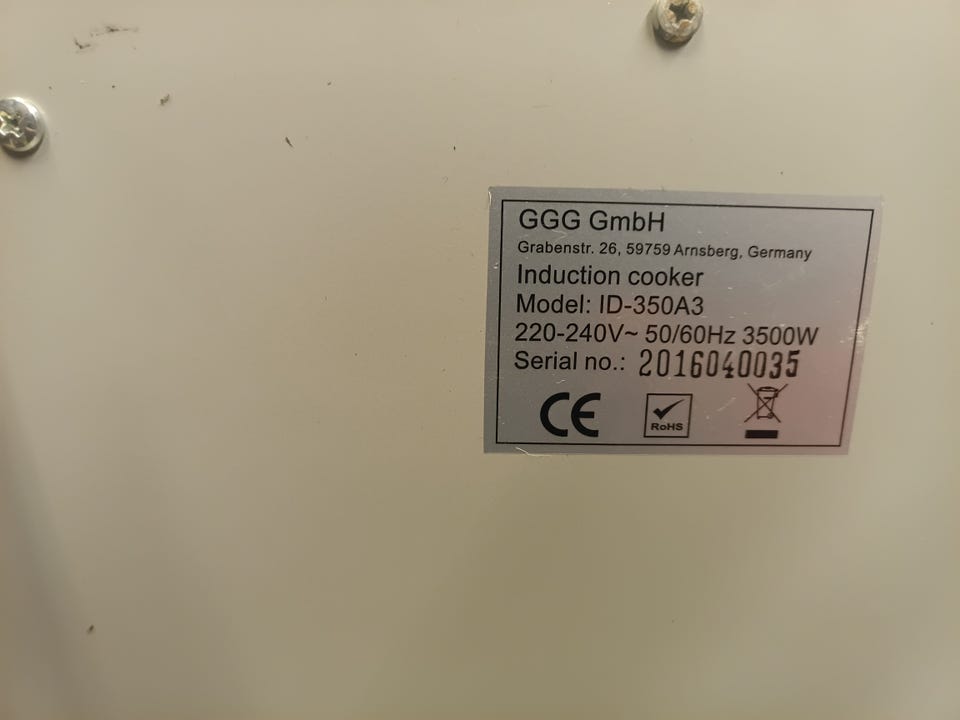 GGG GmbH
Grabenstr. 26, 59759 Arnsberg, Germany
Induction cooker
Model: ID-350A3
220-240V~ 50/60Hz 3500W
Serial no.: 2016040035
CE
RoHS